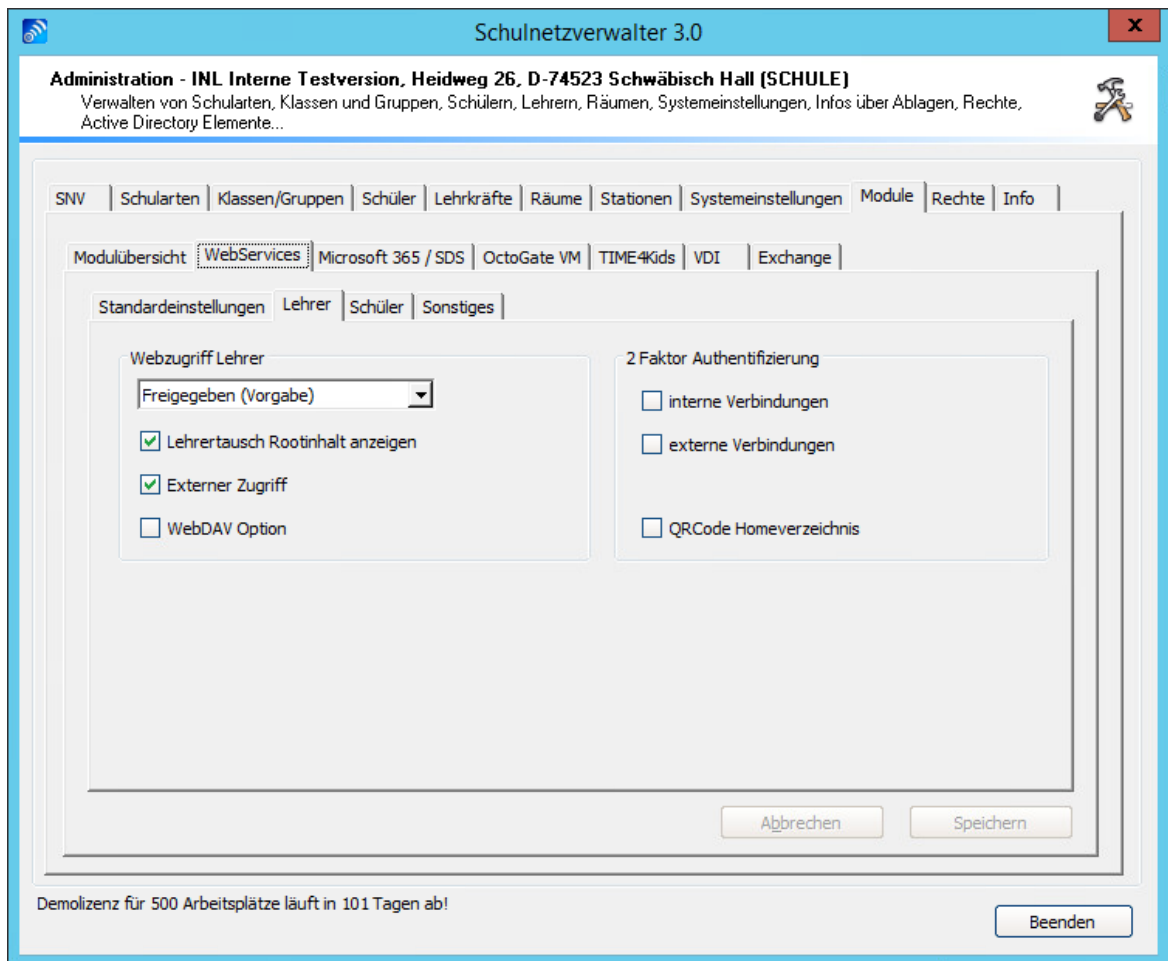 Schulnetzverwalter 3.0
x
Administration - INL Interne Testversion, Heidweg 26, D-74523 Schwäbisch Hall (SCHULE)
Verwalten von Schularten, Klassen und Gruppen, Schülern, Lehrern, Räumen, Systemeinstellungen, Infos über Ablagen, Rechte,
Active Directory Elemente...
SNV Schularten Klassen/Gruppen Schüler Lehrkräfte Räume Stationen Systemeinstellungen Module Rechte Info
Modulübersicht WebServices Microsoft 365 / SDS OctoGate VM TIME4Kids VDI Exchange
Standardeinstellungen Lehrer Schüler Sonstiges
Webzugriff Lehrer
Freigegeben (Vorgabe)
Lehrertausch Rootinhalt anzeigen
Externer Zugriff
WebDAV Option
2 Faktor Authentifizierung
interne Verbindungen
externe Verbindungen
QRCode Homeverzeichnis
Abbrechen Speichern
Demolizenz für 500 Arbeitsplätze läuft in 101 Tagen ab!
Beenden